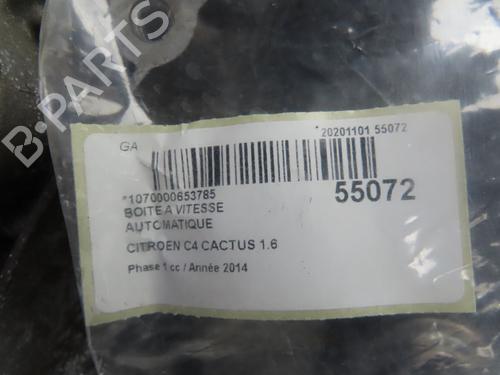 B-PARTS
GA
*20201101 55072
*1070000653785
55072
BOITE A VITESSE
AUTOMATIQUE
CITROEN C4 CACTUS 1.6
Phase 1 cc / Année 2014